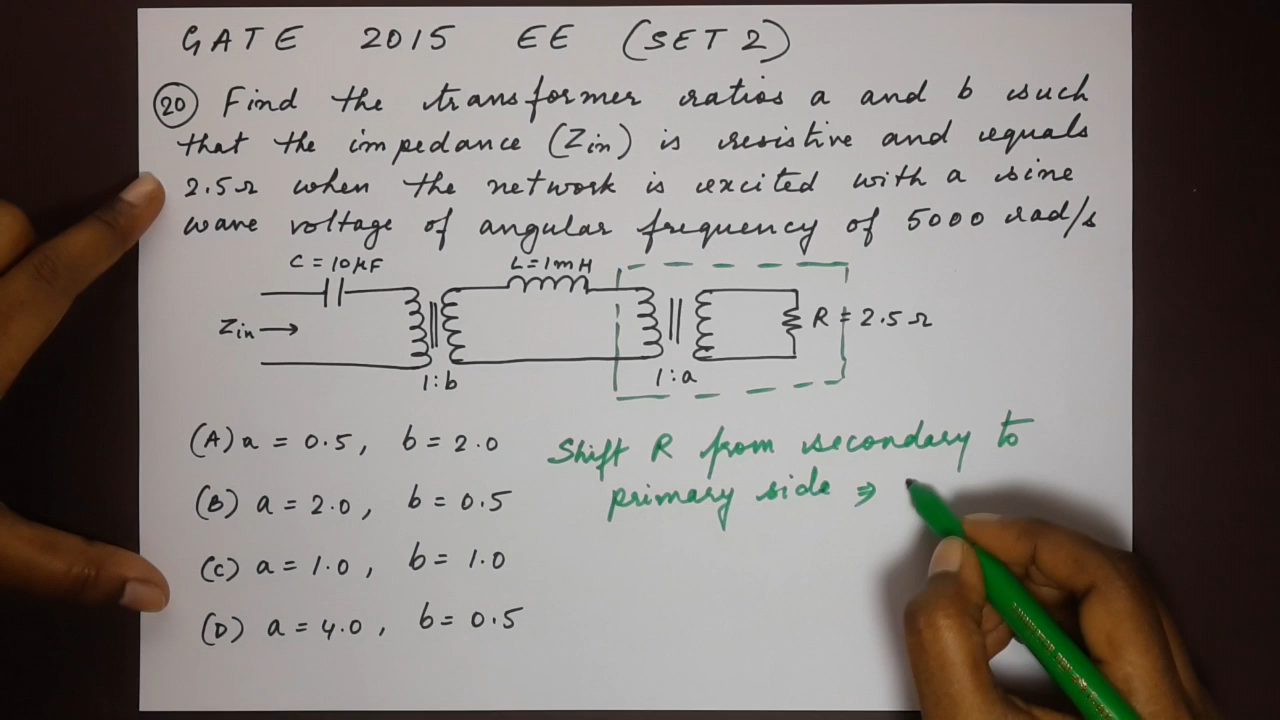 GATE 2015 EE (SET 2)
20 Find the transformer ratios a and b such
that the impedance (Zin) is resistive and equals
2.5Ω when the network is excited with a sine
wave voltage of angular frequency of 5000 rad/s
C = 10μF L = 1mH
Zin → R = 2.5Ω
1:b 1:a
(A) a = 0.5, b = 2.0
(B) a = 2.0, b = 0.5
(C) a = 1.0, b = 1.0
(D) a = 4.0, b = 0.5
Shift R from secondary to
primary side ⇒